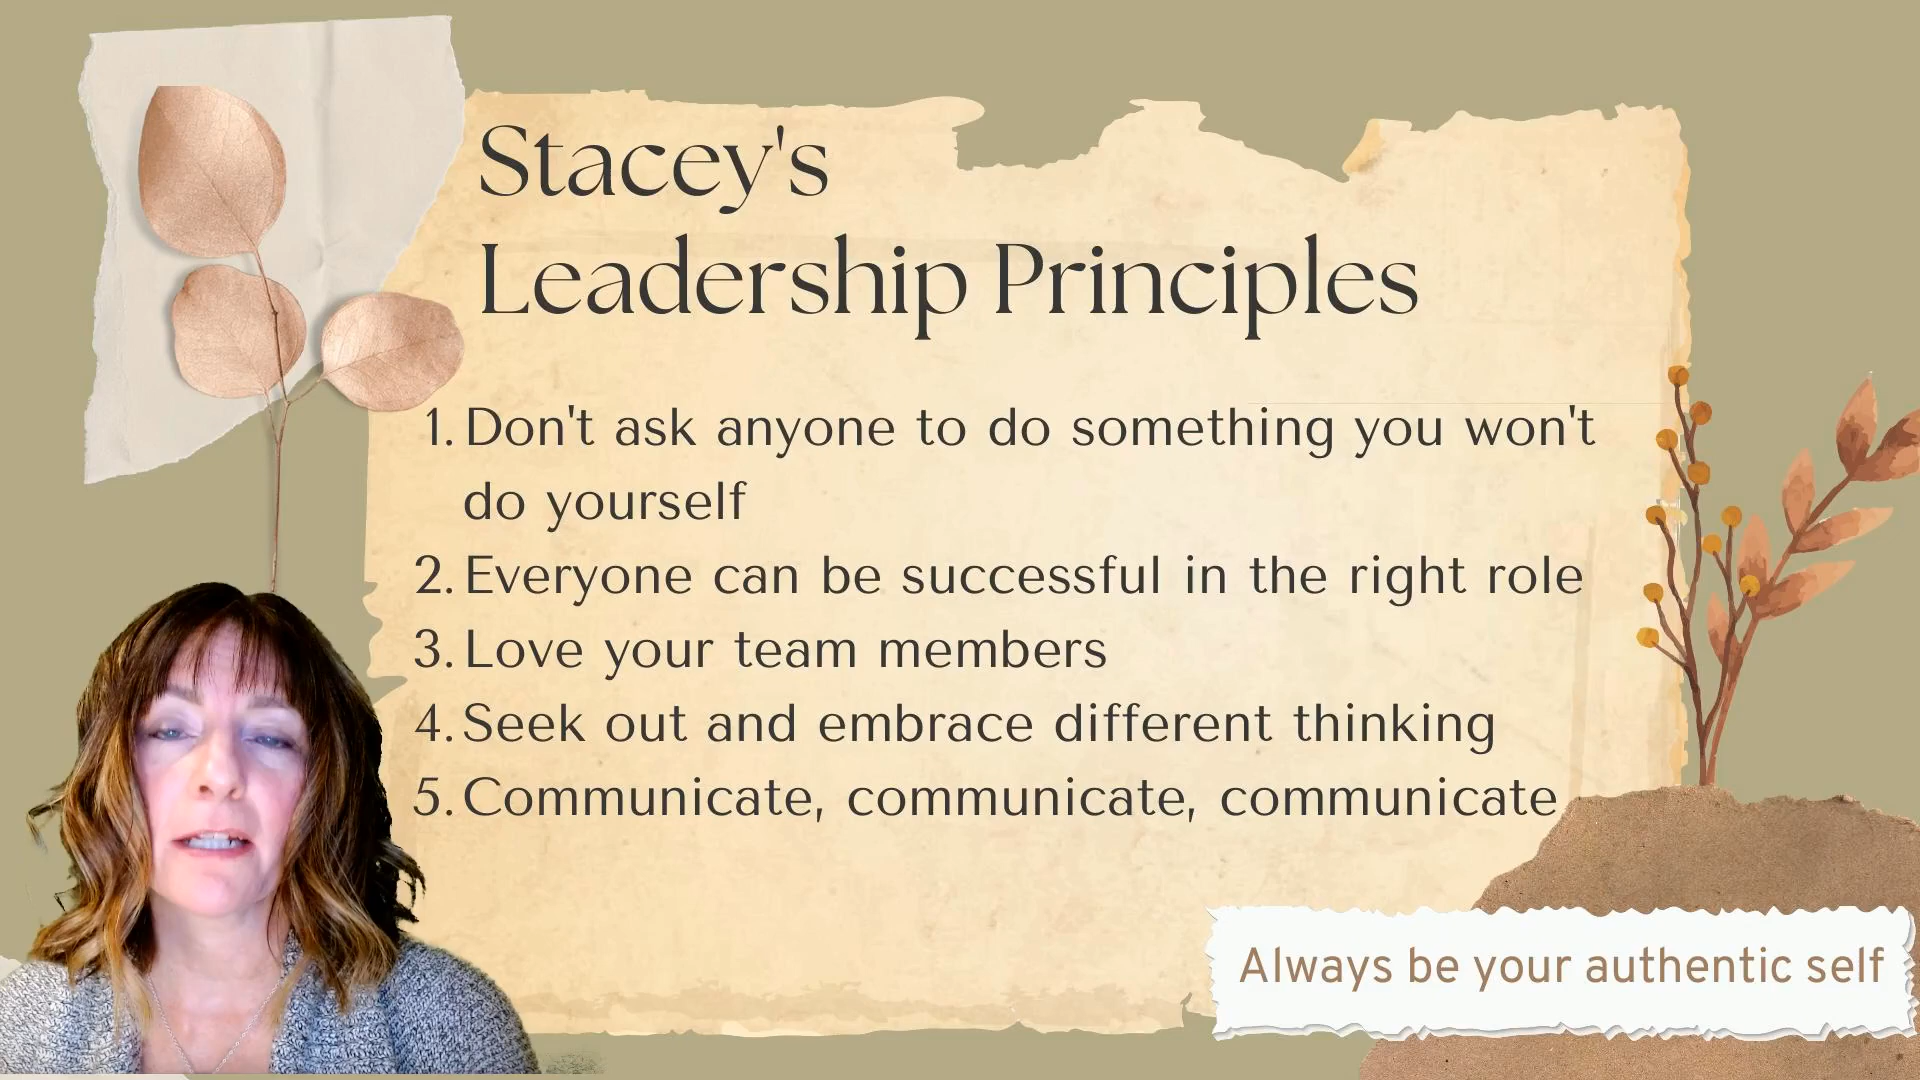 Stacey's
Leadership Principles
1. Don't ask anyone to do something you won't
do yourself
2. Everyone can be successful in the right role
3. Love your team members
4. Seek out and embrace different thinking
5. Communicate, communicate, communicate
Always be your authentic self